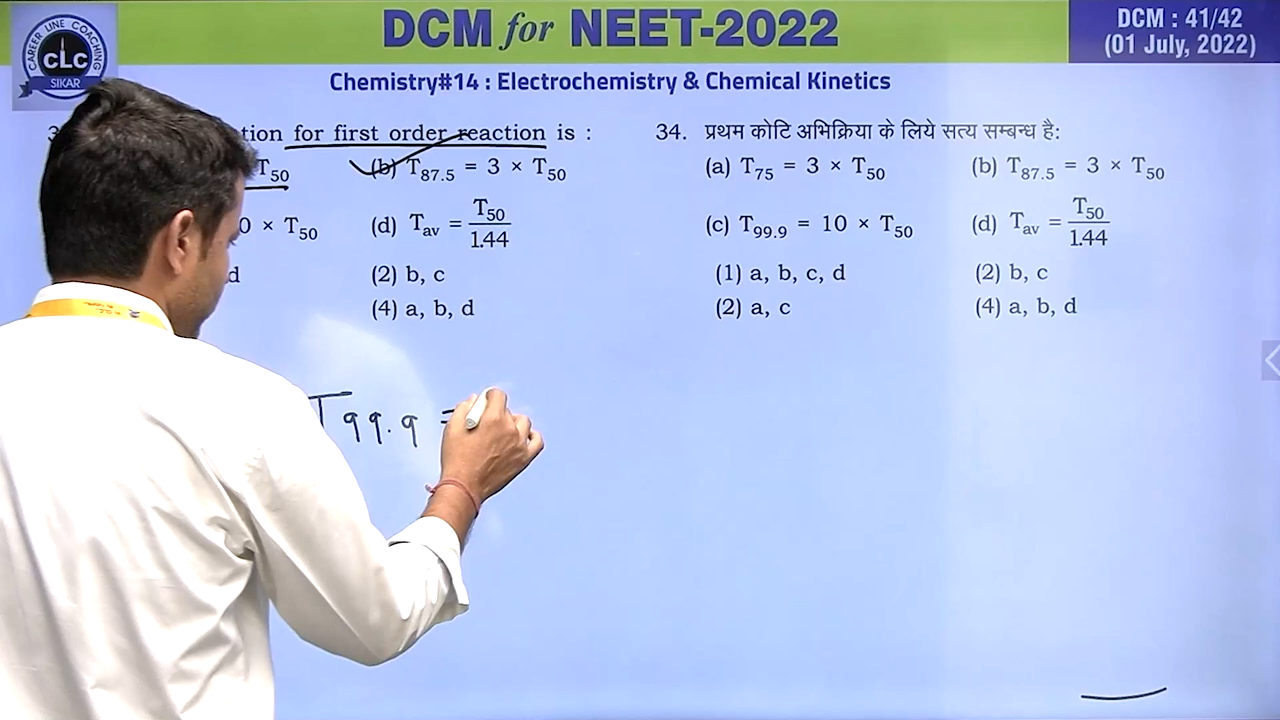 DCM for NEET-2022
DCM : 41/42
(01 July, 2022)
CAREER LINE COACHING
CLC
SIKAR
Chemistry#14 : Electrochemistry & Chemical Kinetics
for first order reaction is :
T50
(b) T87.5 = 3 × T50
0 × T50
(d) Tav = T50
1.44
d
(2) b, c
(4) a, b, d
T99.9 =
34. प्रथम कोटि अभिक्रिया के लिये सत्य सम्बन्ध है:
(a) T75 = 3 × T50
(b) T87.5 = 3 × T50
(c) T99.9 = 10 × T50
(d) Tav = T50
1.44
(1) a, b, c, d
(2) b, c
(2) a, c
(4) a, b, d